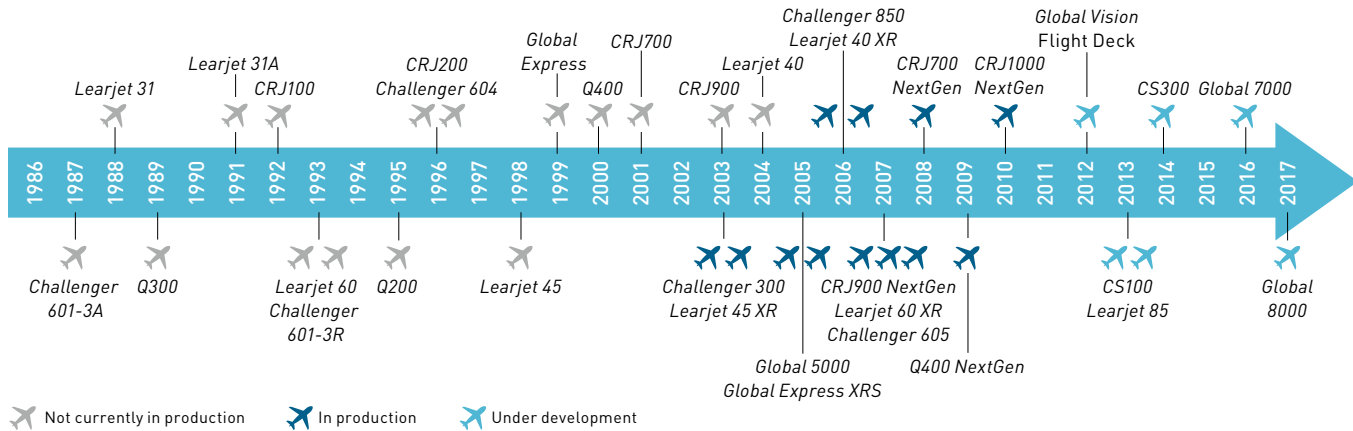 Challenger 850
Learjet 40 XR
Global Vision
Flight Deck
Global
Express
CRJ700
Learjet 31A
CRJ200
Challenger 604
Learjet 40
CRJ700
NextGen
CRJ1000
NextGen
Learjet 31
CRJ100
Q400
CRJ900
CS300
Global 7000
1986
1987
1988
1989
1990
1991
1992
1993
1994
1995
1996
1997
1998
1999
2000
2001
2002
2003
2004
2005
2006
2007
2008
2009
2010
2011
2012
2013
2014
2015
2016
2017
Challenger
601-3A
Q300
Learjet 60
Challenger
601-3R
Q200
Learjet 45
Challenger 300
Learjet 45 XR
CRJ900 NextGen
Learjet 60 XR
Challenger 605
CS100
Learjet 85
Global
8000
Global 5000
Global Express XRS
Q400 NextGen
Not currently in production
In production
Under development